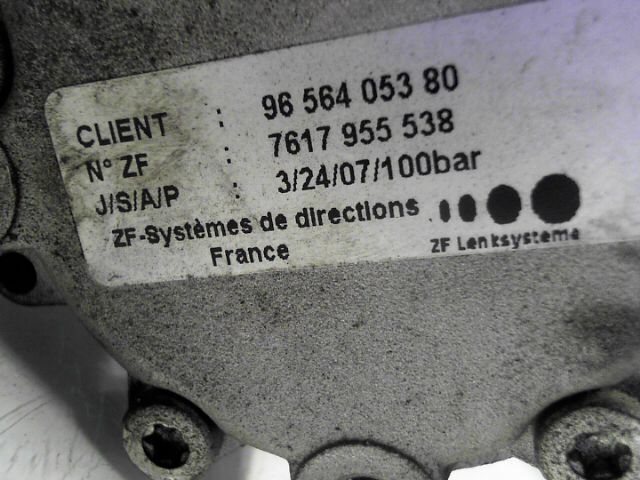 CLIENT : 96 564 053 80
N° ZF : 7617 955 538
J/S/A/P : 3/24/07/100bar
ZF-Systèmes de directions
France
ZF Lenksysteme